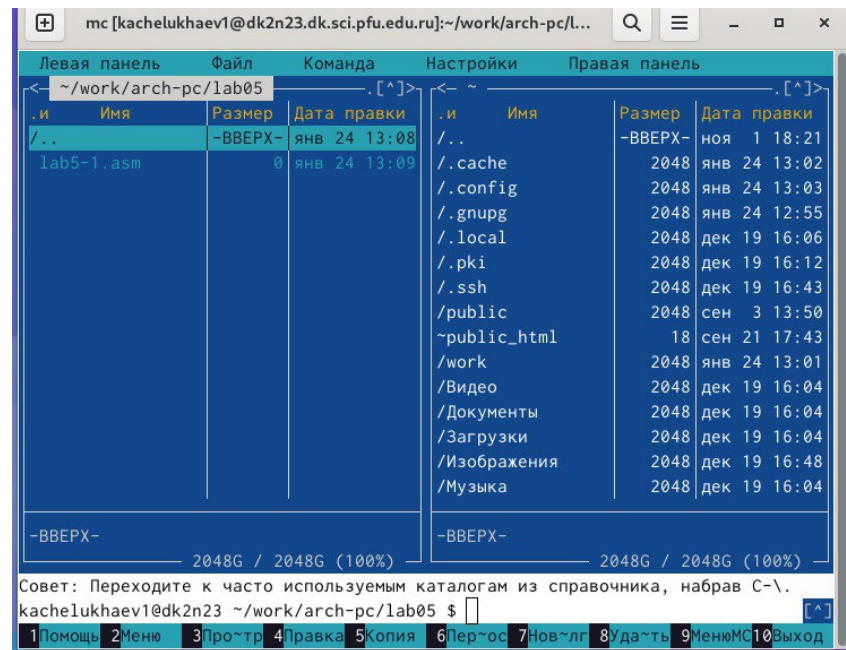 mc [kachelukhaev1@dk2n23.dk.sci.pfu.edu.ru]:~/work/arch-pc/l...
Левая панель Файл Команда Настройки Правая панель
<– ~/work/arch-pc/lab05 .[^]> <– ~ .[^]>
.и Имя Размер Дата правки .и Имя Размер Дата правки
/.. -ВВЕРХ- янв 24 13:08 /.. -ВВЕРХ- ноя 1 18:21
lab5-1.asm 0 янв 24 13:09 /.cache 2048 янв 24 13:02
/.config 2048 янв 24 13:03
/.gnupg 2048 янв 24 12:55
/.local 2048 дек 19 16:06
/.pki 2048 дек 19 16:12
/.ssh 2048 дек 19 16:43
/public 2048 сен 3 13:50
~public_html 18 сен 21 17:43
/work 2048 янв 24 13:01
/Видео 2048 дек 19 16:04
/Документы 2048 дек 19 16:04
/Загрузки 2048 дек 19 16:04
/Изображения 2048 дек 19 16:48
/Музыка 2048 дек 19 16:04
-ВВЕРХ- -ВВЕРХ-
2048G / 2048G (100%) 2048G / 2048G (100%)
Совет: Переходите к часто используемым каталогам из справочника, набрав C-\.
kachelukhaev1@dk2n23 ~/work/arch-pc/lab05 $ [^]
1Помощь 2Меню 3Про~тр 4Правка 5Копия 6Пер~ос 7Нов~лг 8Уда~ть 9МенюМС 10Выход